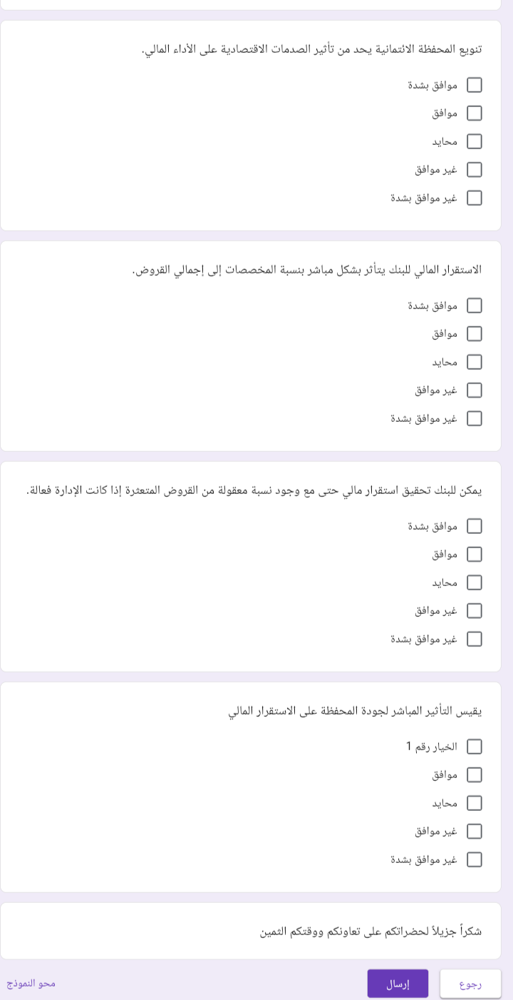 تنويع المحفظة الائتمانية يحد من تأثير الصدمات الاقتصادية على الأداء المالي.
موافق بشدة
موافق
محايد
غير موافق
غير موافق بشدة
الاستقرار المالي للبنك يتأثر بشكل مباشر بنسبة المخصصات إلى إجمالي القروض.
موافق بشدة
موافق
محايد
غير موافق
غير موافق بشدة
يمكن للبنك تحقيق استقرار مالي حتى مع وجود نسبة معقولة من القروض المتعثرة إذا كانت الإدارة فعالة.
موافق بشدة
موافق
محايد
غير موافق
غير موافق بشدة
يقيس التأثير المباشر لجودة المحفظة على الاستقرار المالي
الخيار رقم 1
موافق
محايد
غير موافق
غير موافق بشدة
شكراً جزيلاً لحضراتكم على تعاونكم ووقتكم الثمين
رجوع إرسال محو النموذج